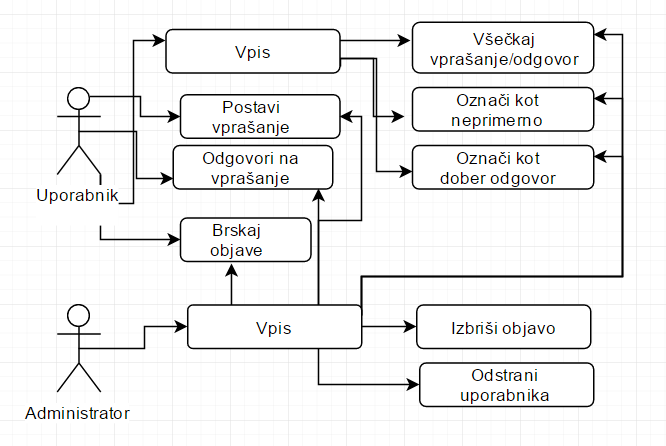 Vpis
Všečkaj
vprašanje/odgovor
Postavi
vprašanje
Označi kot
neprimerno
Odgovori na
vprašanje
Označi kot
dober odgovor
Uporabnik
Brskaj
objave
Vpis
Izbriši objavo
Odstrani
uporabnika
Administrator